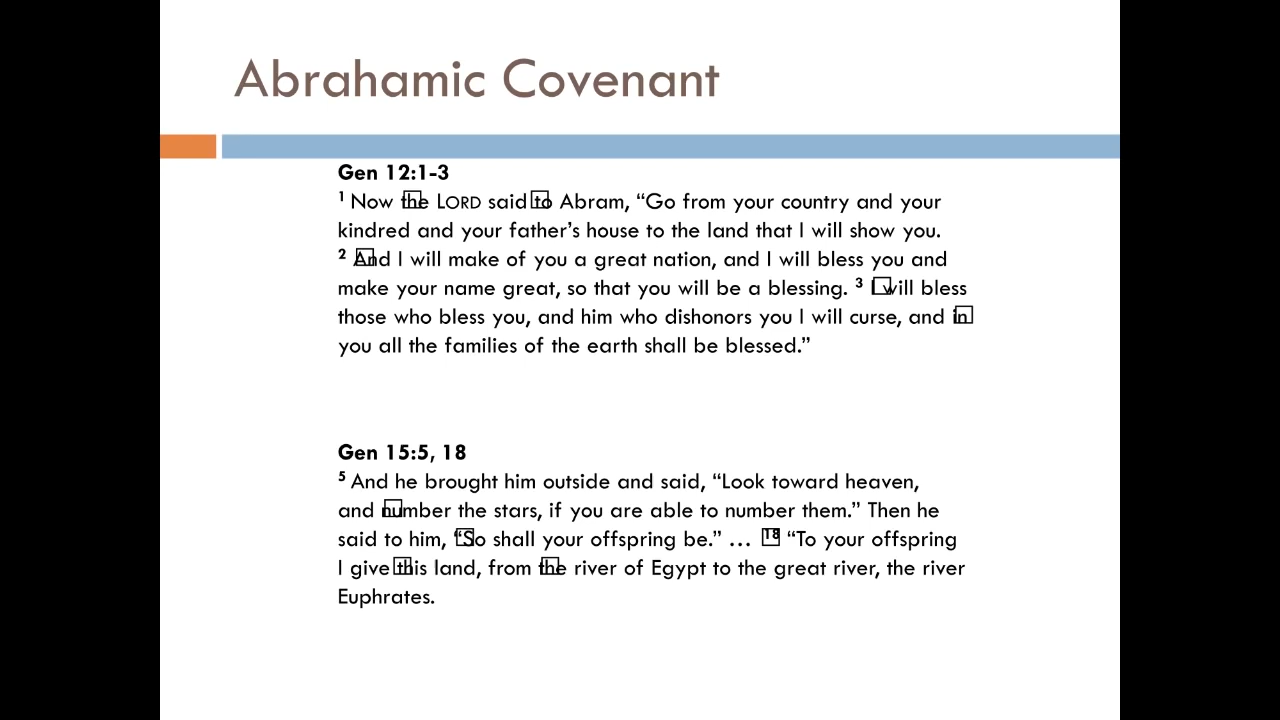 Abrahamic Covenant
Gen 12:1-3
1 Now the LORD said to Abram, “Go from your country and your
kindred and your father’s house to the land that I will show you.
2 And I will make of you a great nation, and I will bless you and
make your name great, so that you will be a blessing. 3 I will bless
those who bless you, and him who dishonors you I will curse, and in
you all the families of the earth shall be blessed.”
Gen 15:5, 18
5 And he brought him outside and said, “Look toward heaven,
and number the stars, if you are able to number them.” Then he
said to him, “So shall your offspring be.” … 18 “To your offspring
I give this land, from the river of Egypt to the great river, the river
Euphrates.